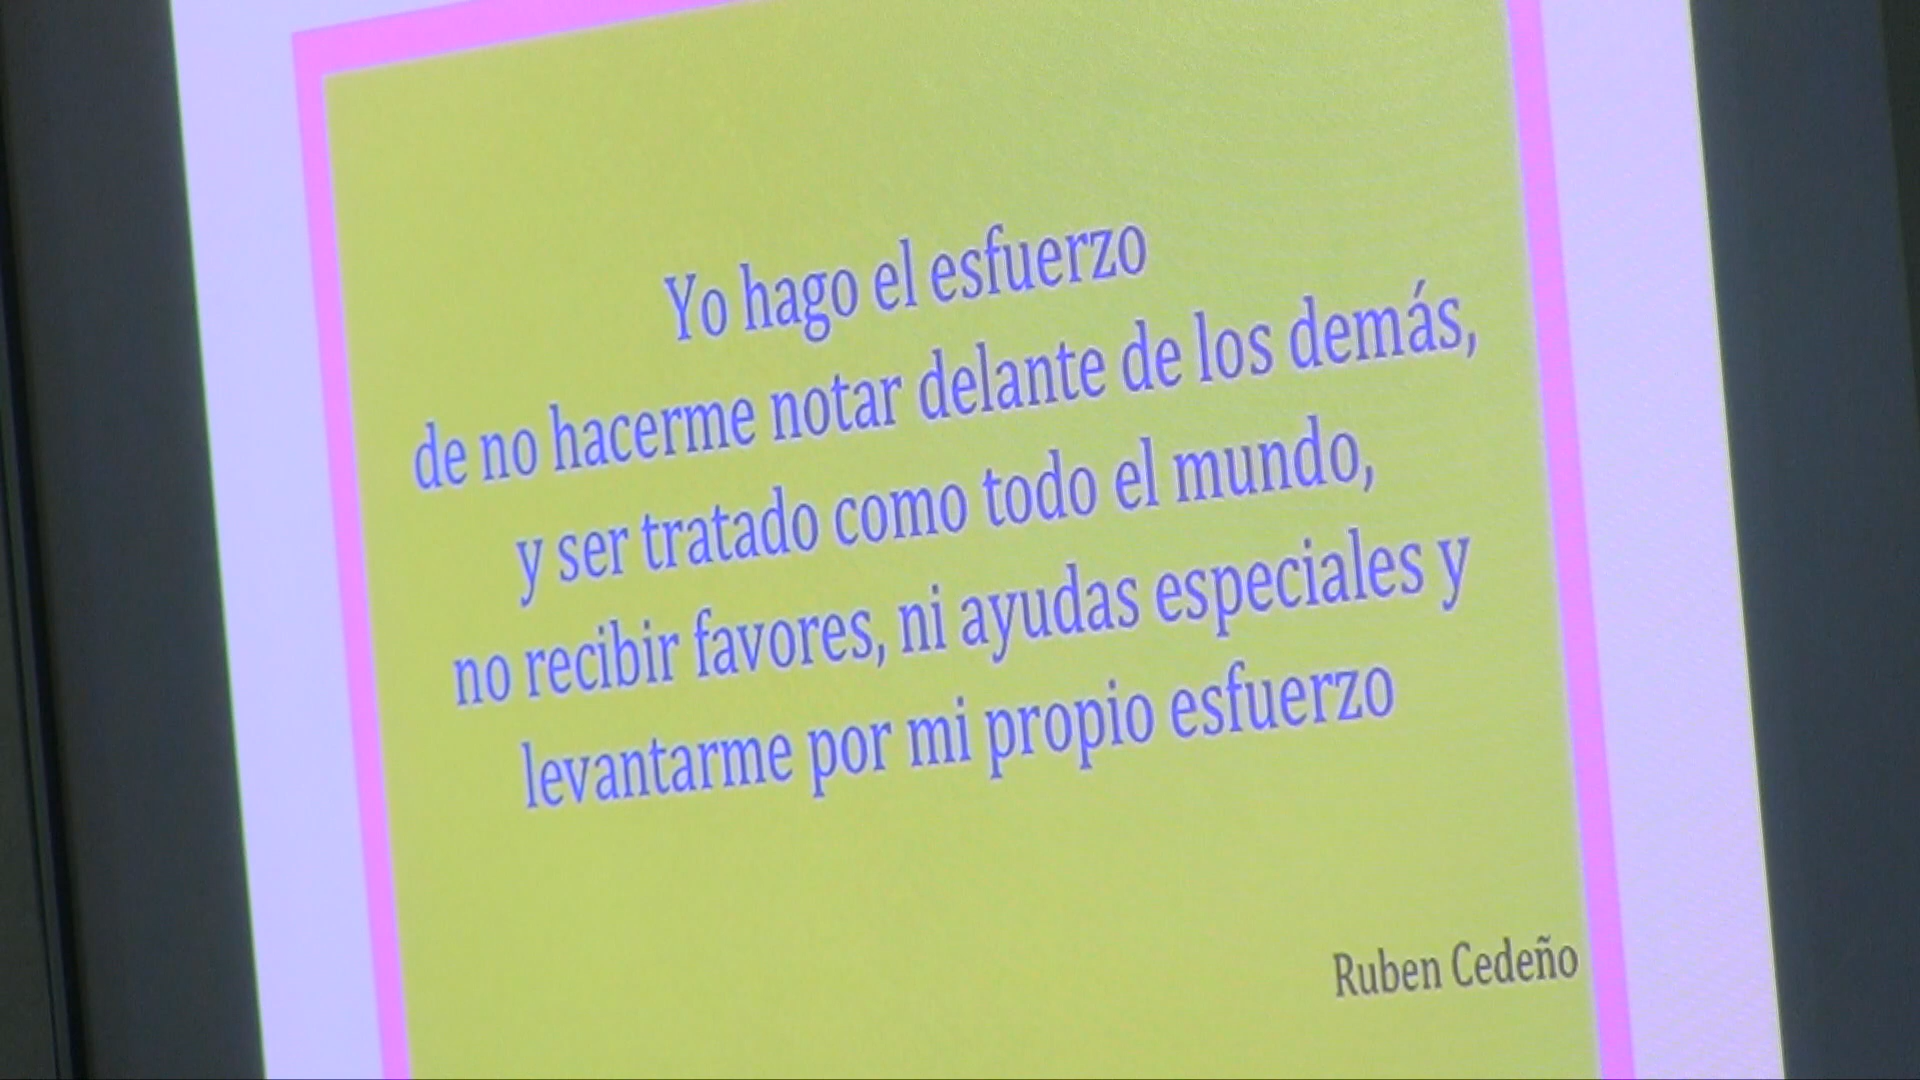 Yo hago el esfuerzo
de no hacerme notar delante de los demás,
y ser tratado como todo el mundo,
no recibir favores, ni ayudas especiales y
levantarme por mi propio esfuerzo
Ruben Cedeño